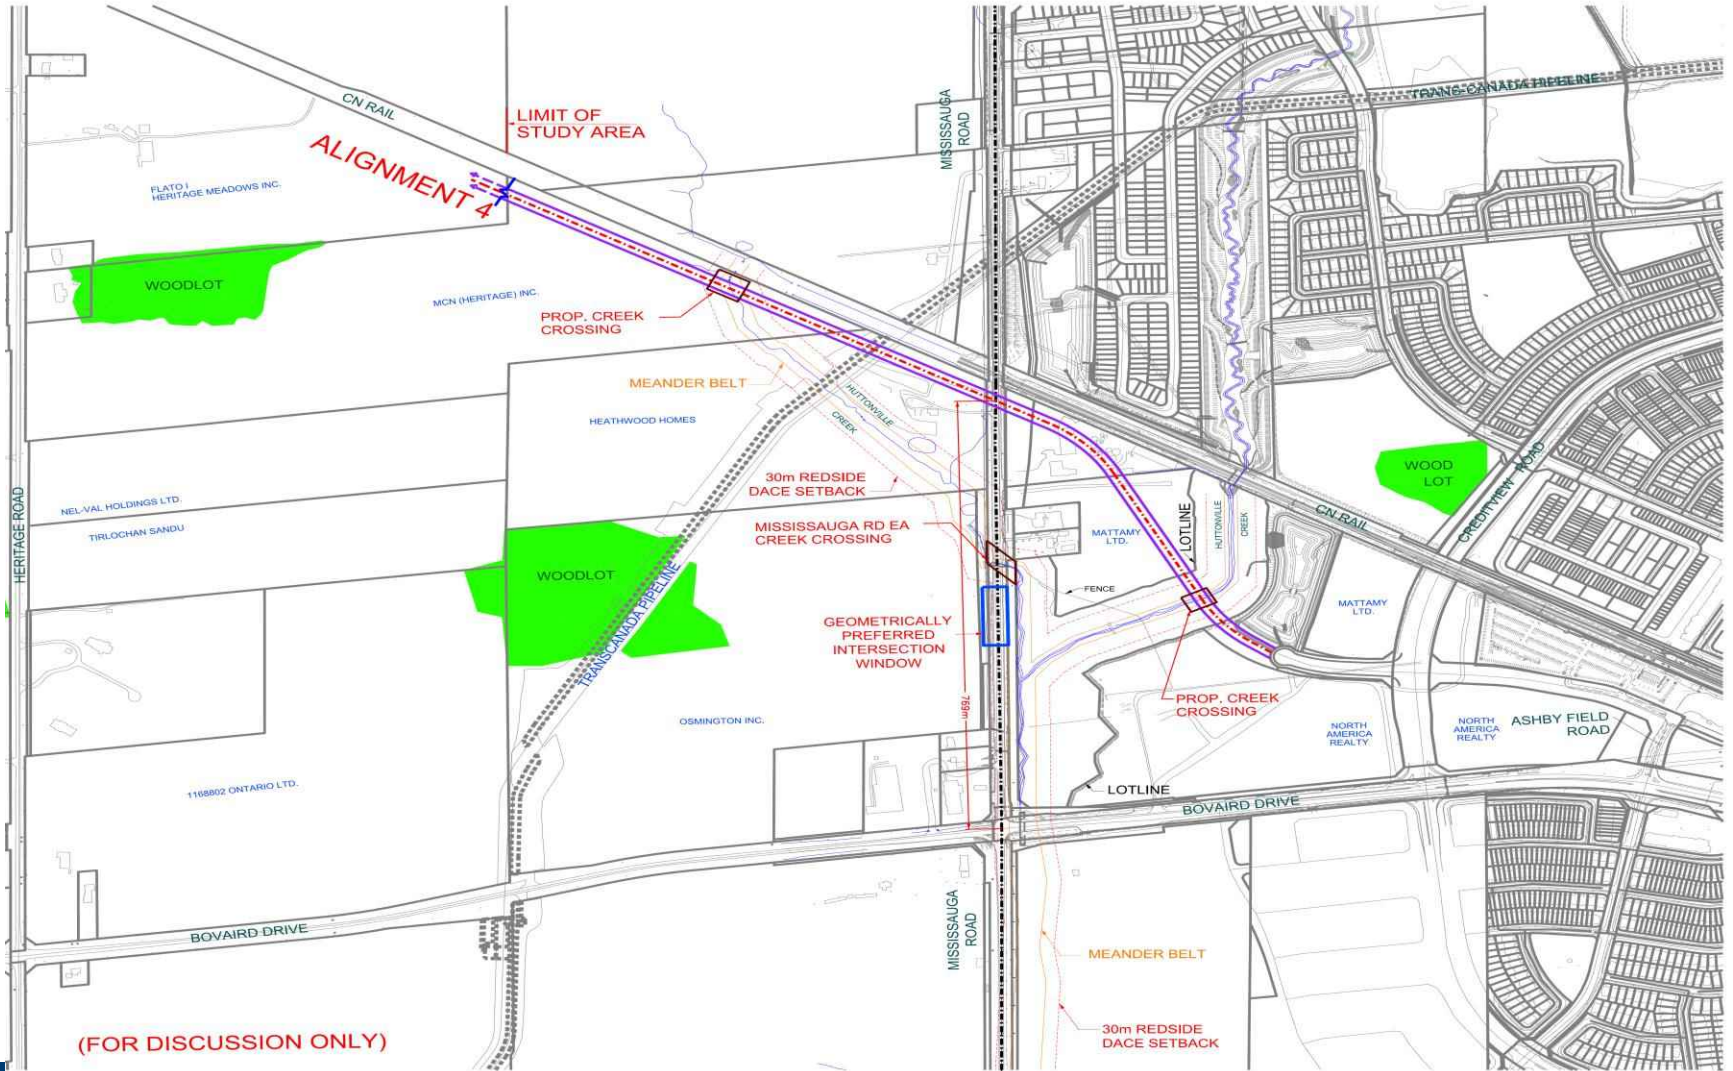 CN RAIL
LIMIT OF
STUDY AREA
ALIGNMENT 4
MISSISSAUGA
ROAD
TRANS-CANADA PIPELINE
FLATO I
HERITAGE MEADOWS INC.
WOODLOT
MCN (HERITAGE) INC.
PROP. CREEK
CROSSING
MEANDER BELT
HUTTONVILLE
CREEK
HEATHWOOD HOMES
30m REDSIDE
DACE SETBACK
MISSISSAUGA RD EA
CREEK CROSSING
WOOD
LOT
CREDITVIEW ROAD
CN RAIL
NEL-VAL HOLDINGS LTD.
TIRLOCHAN SANDU
HERITAGE ROAD
MATTAMY
LTD.
LOTLINE
HUTTONVILLE
CREEK
WOODLOT
TRANSCANADA PIPELINE
FENCE
MATTAMY
LTD.
GEOMETRICALLY
PREFERRED
INTERSECTION
WINDOW
769m
PROP. CREEK
CROSSING
OSMINGTON INC.
NORTH
AMERICA
REALTY
NORTH
AMERICA
REALTY
ASHBY FIELD
ROAD
1168802 ONTARIO LTD.
LOTLINE
BOVAIRD DRIVE
BOVAIRD DRIVE
MISSISSAUGA
ROAD
MEANDER BELT
30m REDSIDE
DACE SETBACK
(FOR DISCUSSION ONLY)